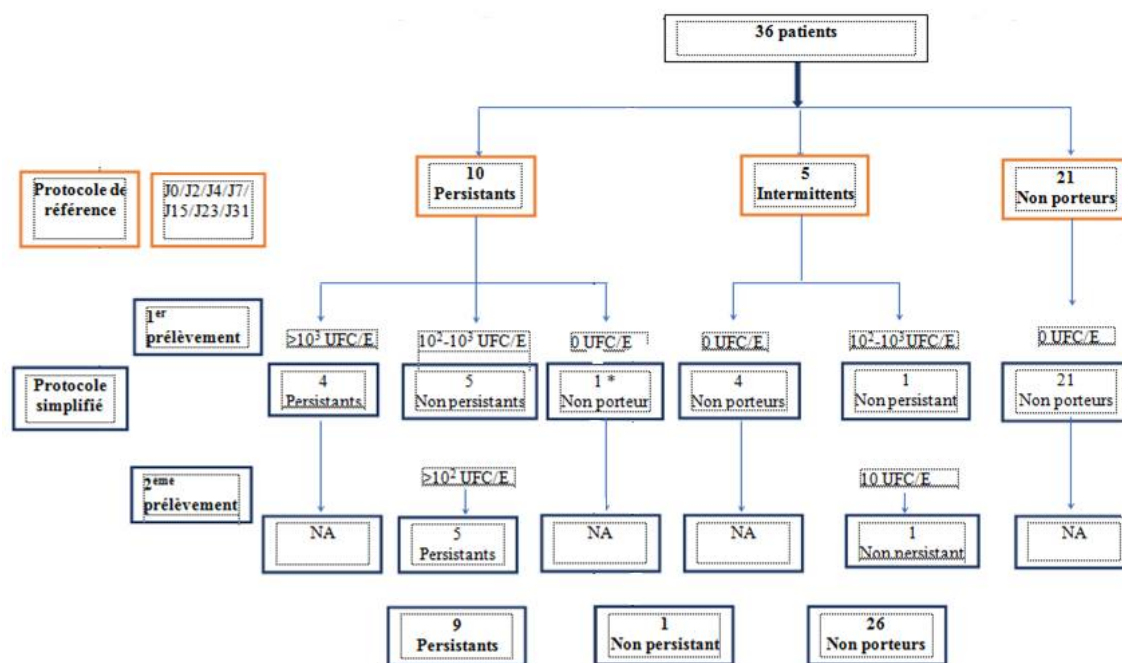 36 patients
Protocole de
référence
J0/J2/J4/J7/
J15/J23/J31
10
Persistants
5
Intermittents
21
Non porteurs
1er
prélèvement
>10³ UFC/E
10²-10³ UFC/E
0 UFC/E
0 UFC/E
10²-10³ UFC/E
0 UFC/E
Protocole
simplifié
4
Persistants
5
Non persistants
1 *
Non porteur
4
Non porteurs
1
Non persistant
21
Non porteurs
2ème
prélèvement
>10² UFC/E
10 UFC/E
NA
5
Persistants
NA
NA
1
Non persistant
NA
9
Persistants
1
Non persistant
26
Non porteurs